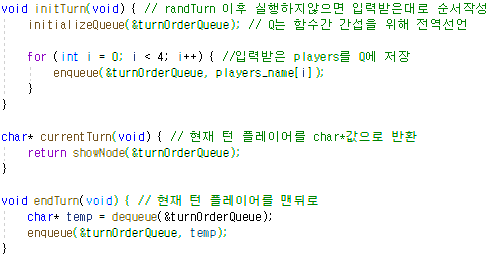 void initTurn(void) { // randTurn 이후 실행하지않으면 입력받은대로 순서작성
initializeQueue(&turnOrderQueue); // Q는 함수간 간섭을 위해 전역선언
for (int i = 0; i < 4; i++) { //입력받은 players를 Q에 저장
enqueue(&turnOrderQueue, players_name[i]);
}
}
char* currentTurn(void) { // 현재 턴 플레이어를 char*값으로 반환
return showNode(&turnOrderQueue);
}
void endTurn(void) { // 현재 턴 플레이어를 맨뒤로
char* temp = dequeue(&turnOrderQueue);
enqueue(&turnOrderQueue, temp);
}